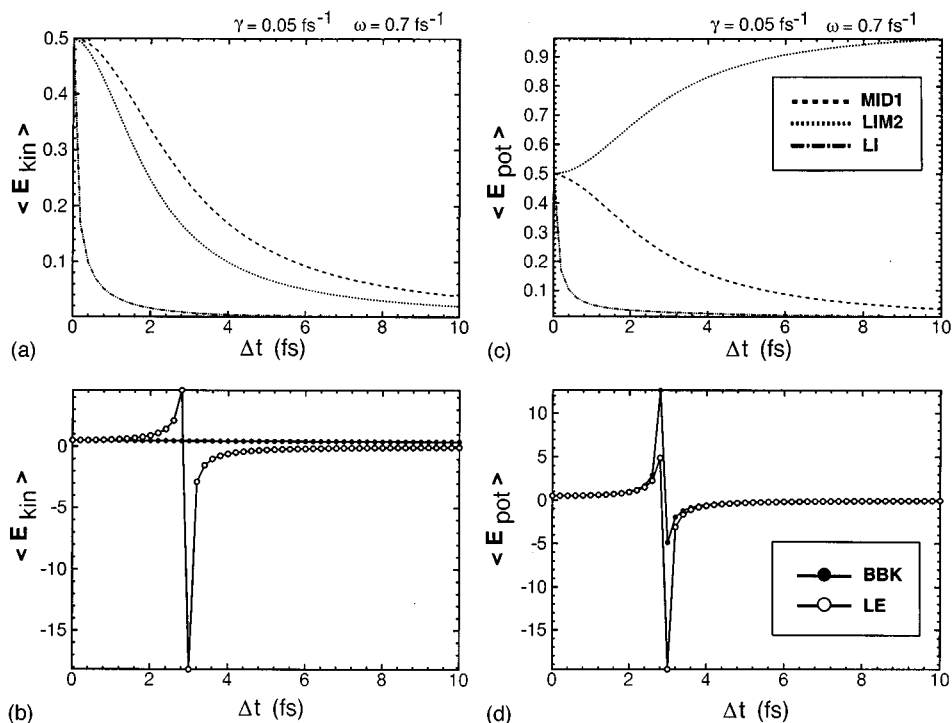 γ = 0.05 fs⁻¹ ω = 0.7 fs⁻¹
0.5
0.4
0.3
0.2
0.1
< E kin >
0 2 4 6 8 10
(a) Δt (fs)
γ = 0.05 fs⁻¹ ω = 0.7 fs⁻¹
0.9
0.8
0.7
0.6
0.5
0.4
0.3
0.2
0.1
< E pot >
MID1
LIM2
LI
0 2 4 6 8 10
(c) Δt (fs)
0
-5
-10
-15
< E kin >
0 2 4 6 8 10
(b) Δt (fs)
10
5
0
-5
-10
-15
< E pot >
BBK
LE
0 2 4 6 8 10
(d) Δt (fs)